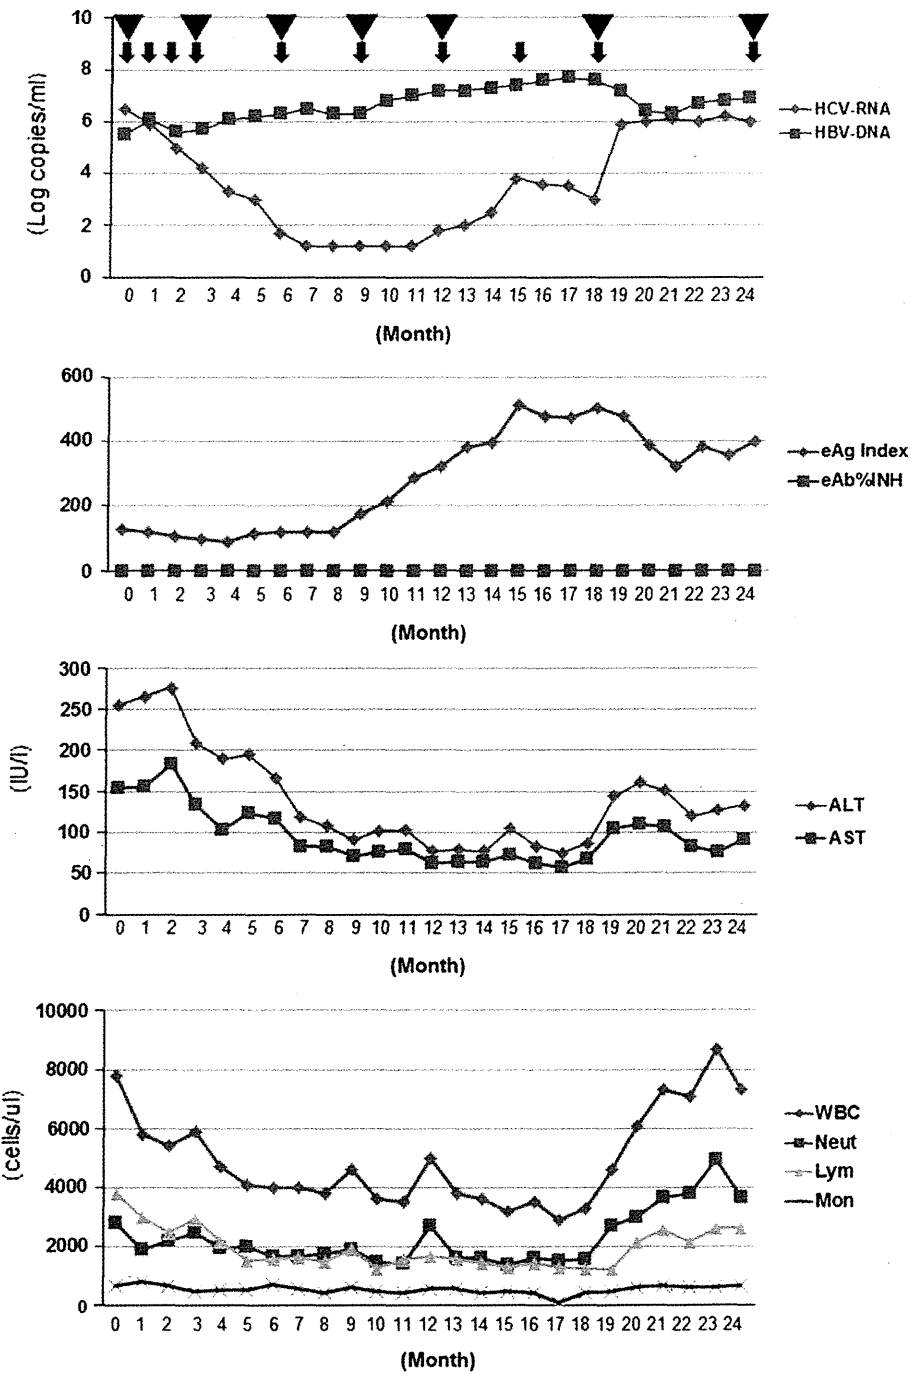 10
8
6
4
2
0
(Log copies/ml)
HCV-RNA
HBV-DNA
0 1 2 3 4 5 6 7 8 9 10 11 12 13 14 15 16 17 18 19 20 21 22 23 24
(Month)
600
400
200
0
eAg Index
eAb%INH
0 1 2 3 4 5 6 7 8 9 10 11 12 13 14 15 16 17 18 19 20 21 22 23 24
(Month)
300
250
200
150
100
50
0
(IU/l)
ALT
AST
0 1 2 3 4 5 6 7 8 9 10 11 12 13 14 15 16 17 18 19 20 21 22 23 24
(Month)
10000
8000
6000
4000
2000
0
(cells/ul)
WBC
Neut
Lym
Mon
0 1 2 3 4 5 6 7 8 9 10 11 12 13 14 15 16 17 18 19 20 21 22 23 24
(Month)